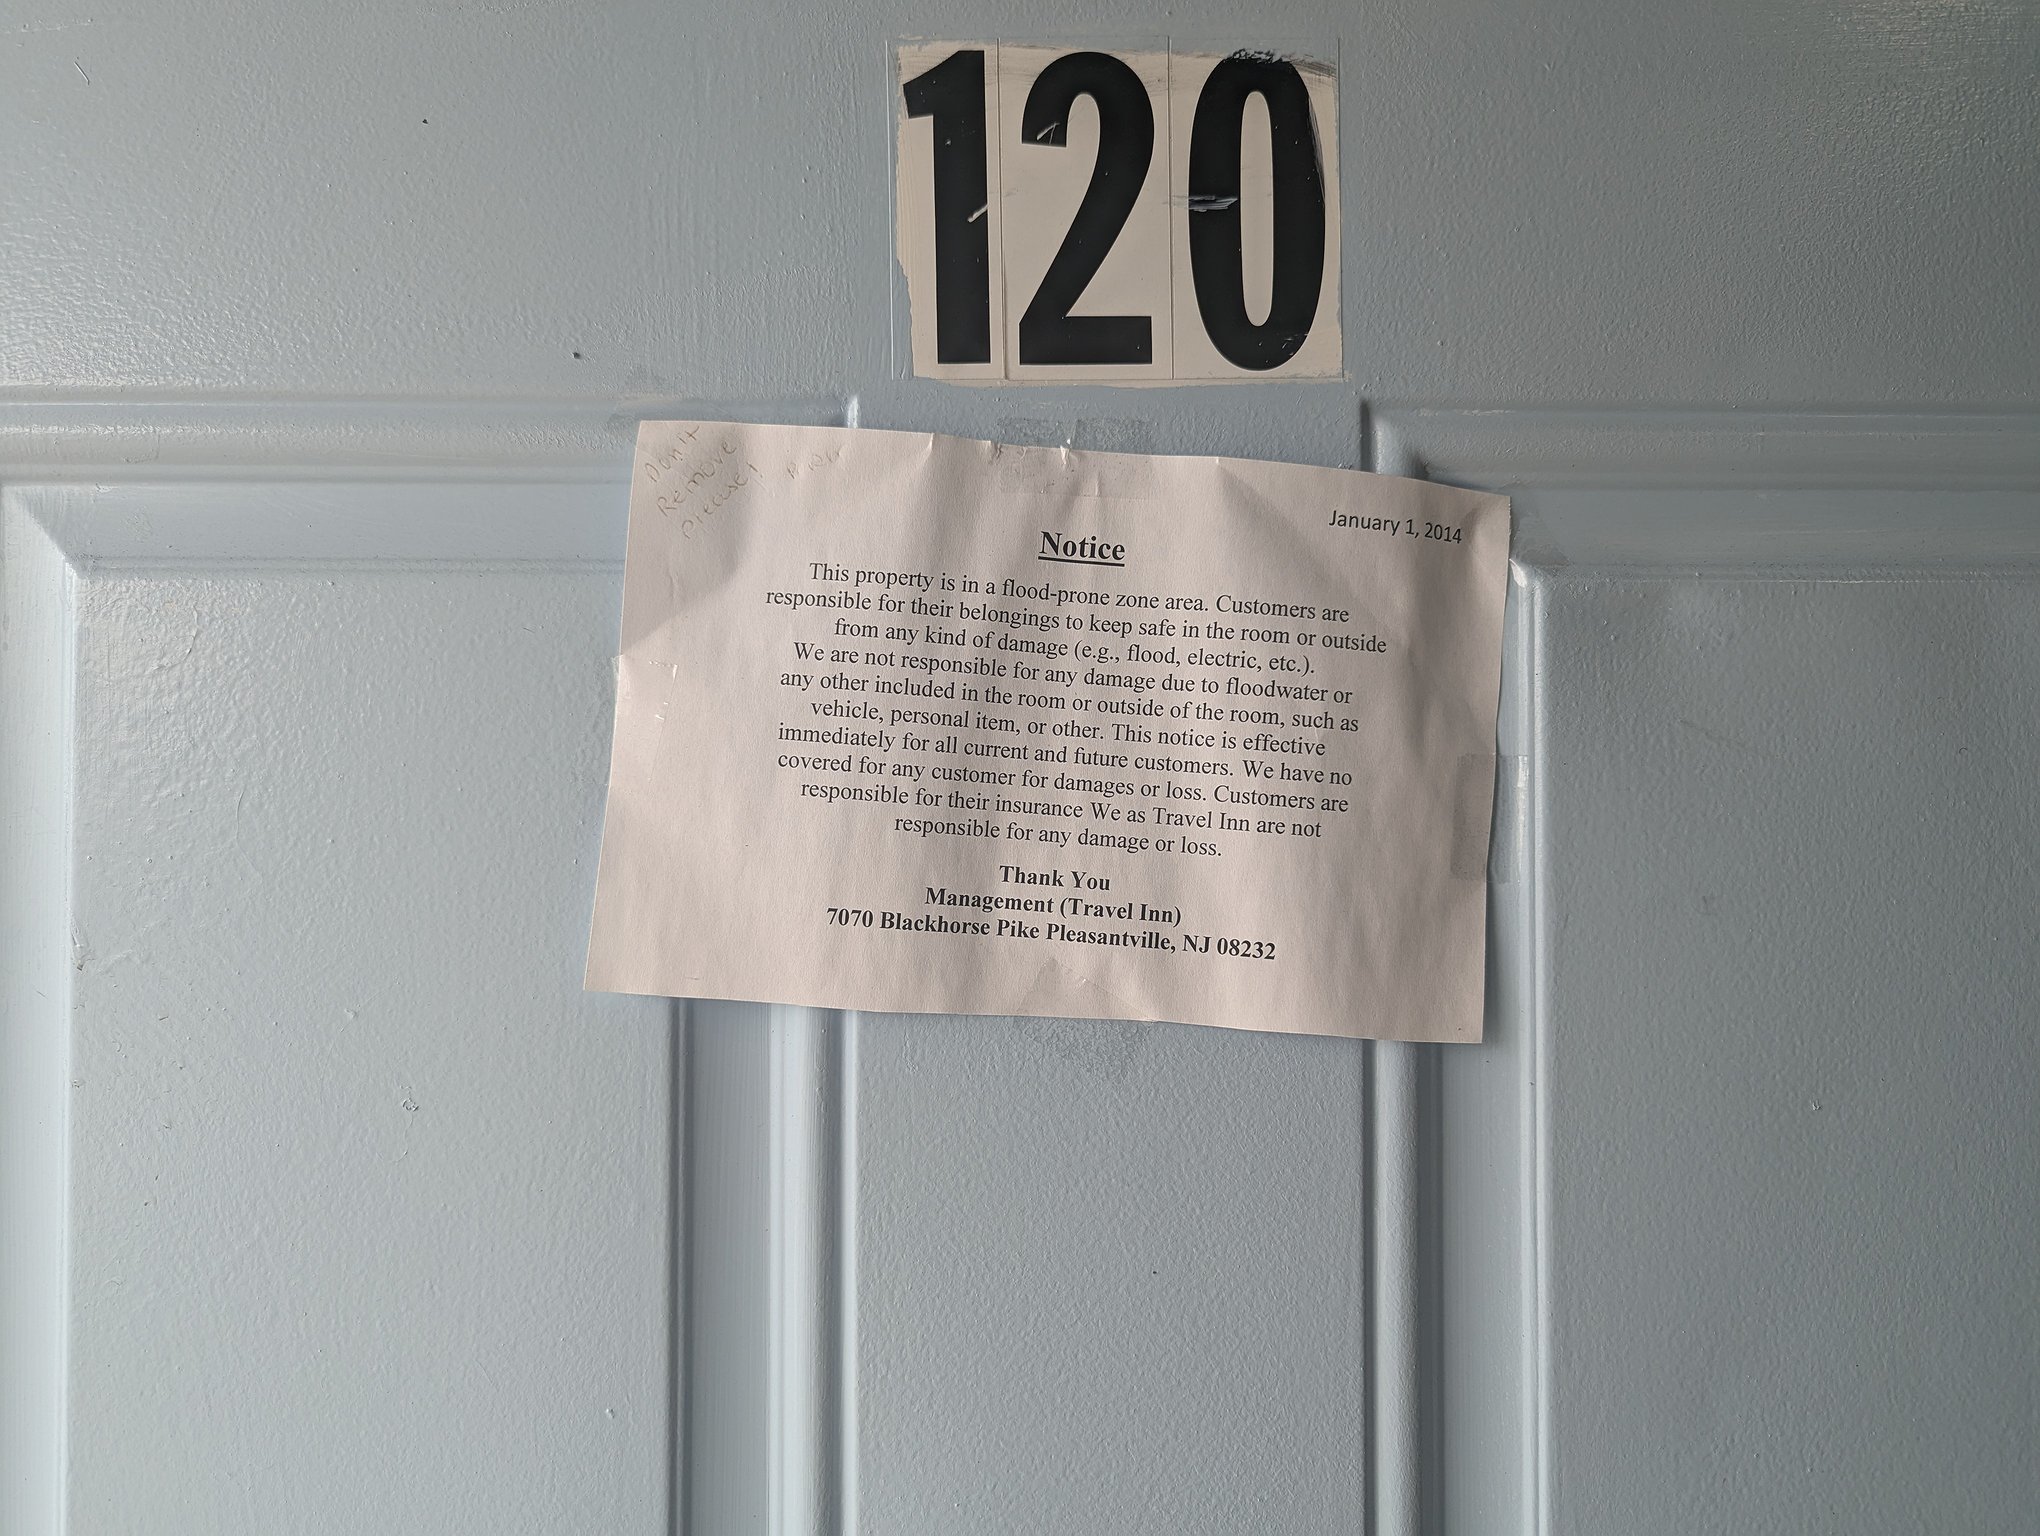 120
Don't
Remove
Please!
January 1, 2014
Notice
This property is in a flood-prone zone area. Customers are
responsible for their belongings to keep safe in the room or outside
from any kind of damage (e.g., flood, electric, etc.).
We are not responsible for any damage due to floodwater or
any other included in the room or outside of the room, such as
vehicle, personal item, or other. This notice is effective
immediately for all current and future customers. We have no
covered for any customer for damages or loss. Customers are
responsible for their insurance We as Travel Inn are not
responsible for any damage or loss.
Thank You
Management (Travel Inn)
7070 Blackhorse Pike Pleasantville, NJ 08232